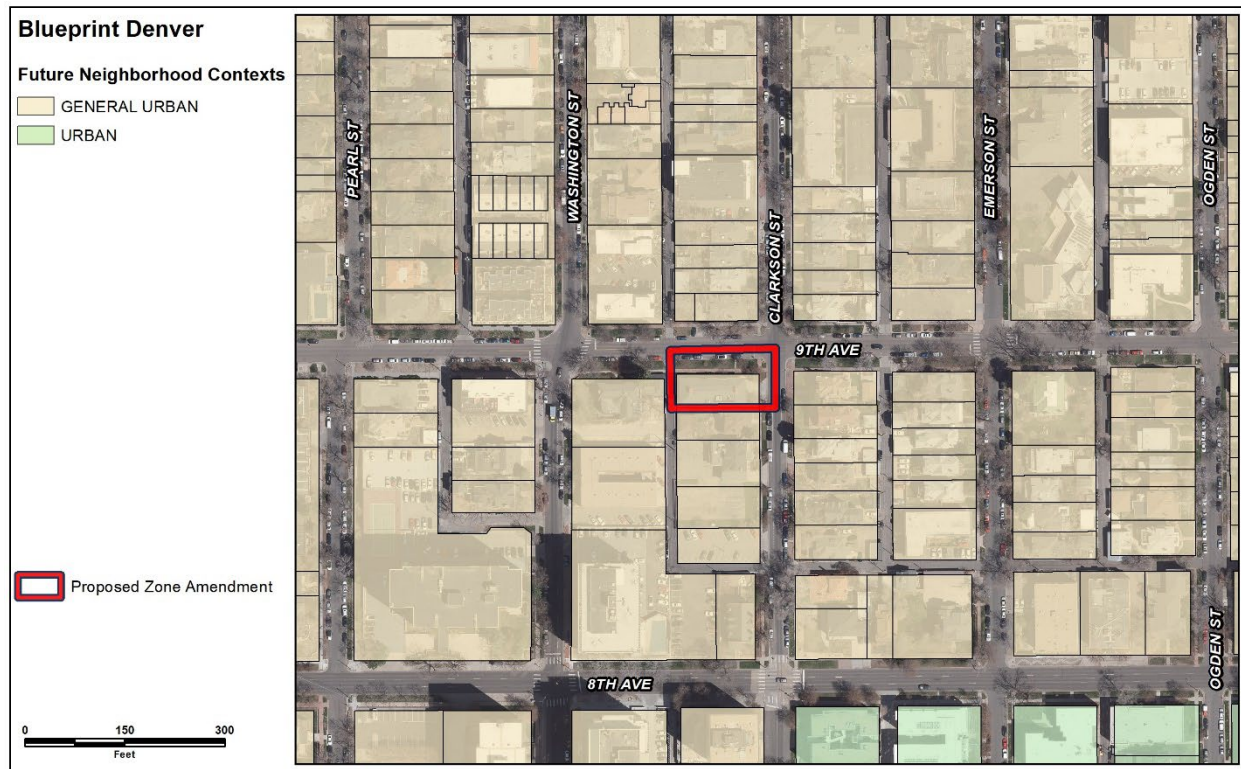 Blueprint Denver
Future Neighborhood Contexts
GENERAL URBAN
URBAN
Proposed Zone Amendment
0 150 300
Feet
PEARL ST
WASHINGTON ST
CLARKSON ST
EMERSON ST
OGDEN ST
9TH AVE
8TH AVE
OGDEN ST